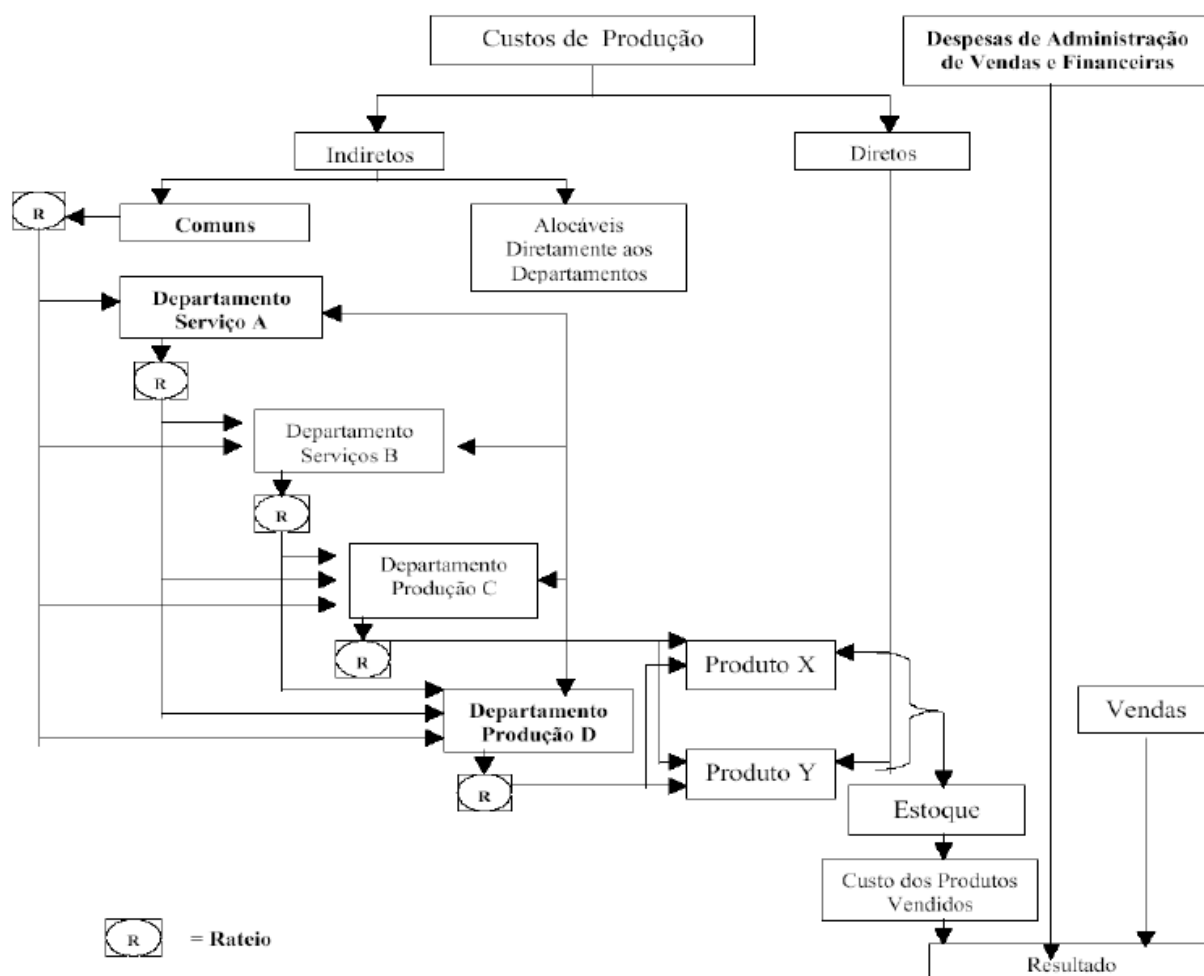 Custos de Produção
Despesas de Administração
de Vendas e Financeiras
Indiretos
Diretos
R
Comuns
Alocáveis
Diretamente aos
Departamentos
Departamento
Serviço A
R
Departamento
Serviços B
R
Departamento
Produção C
R
Produto X
Departamento
Produção D
Vendas
Produto Y
R
Estoque
Custo dos Produtos
Vendidos
R = Rateio
Resultado